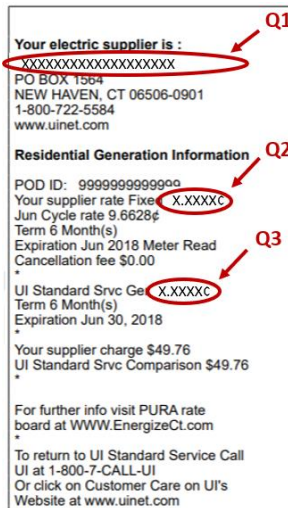 Q1
Your electric supplier is :
XXXXXXXXXXXXXXXXXXX
PO BOX 1564
NEW HAVEN, CT 06506-0901
1-800-722-5584
www.uinet.com
Residential Generation Information
Q2
POD ID: 9999999999999
Your supplier rate Fixed X.XXXX¢
Jun Cycle rate 9.6628¢
Term 6 Month(s)
Expiration Jun 2018 Meter Read
Cancellation fee $0.00
Q3
*
UI Standard Srvc Ge X.XXXX¢
Term 6 Month(s)
Expiration Jun 30, 2018
*
Your supplier charge $49.76
UI Standard Srvc Comparison $49.76
*
For further info visit PURA rate
board at WWW.EnergizeCt.com
*
To return to UI Standard Service Call
UI at 1-800-7-CALL-UI
Or click on Customer Care on UI's
Website at www.uinet.com